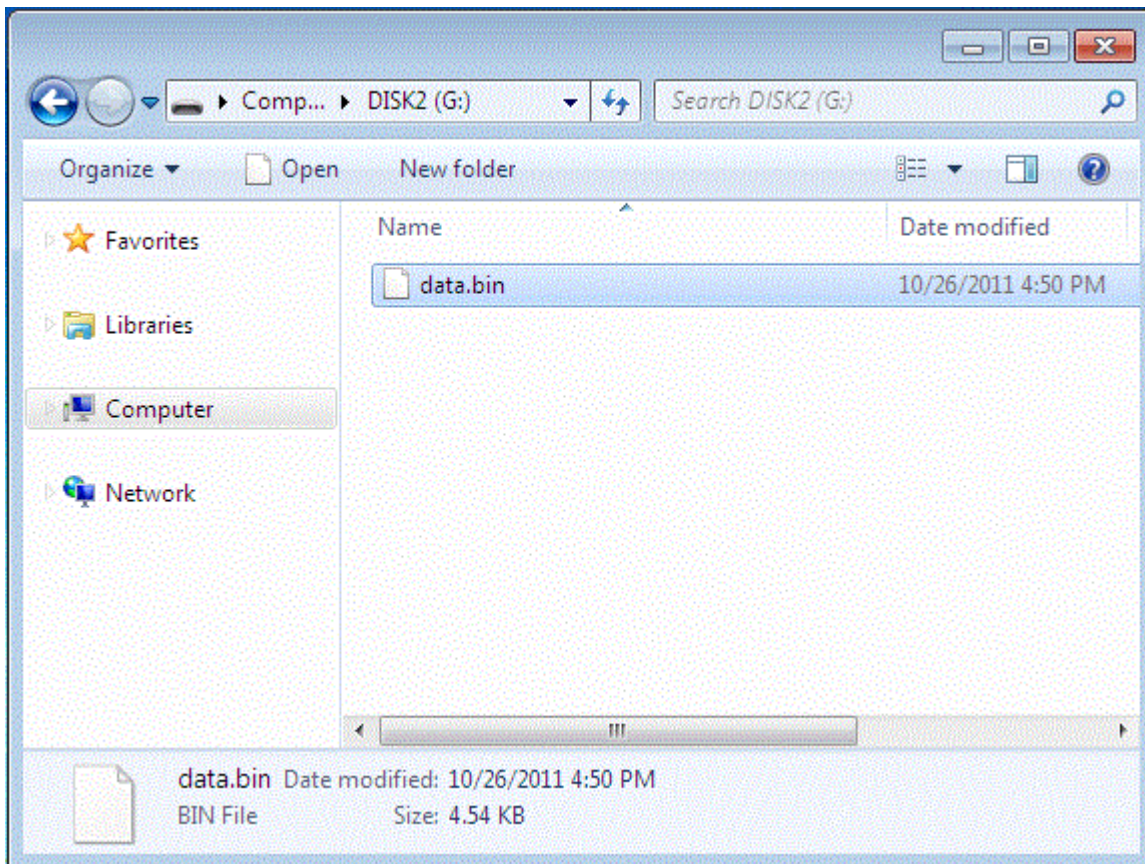 Comp... DISK2 (G:) Search DISK2 (G:)
Organize Open New folder
Name Date modified
Favorites
data.bin 10/26/2011 4:50 PM
Libraries
Computer
Network
data.bin Date modified: 10/26/2011 4:50 PM
BIN File Size: 4.54 KB